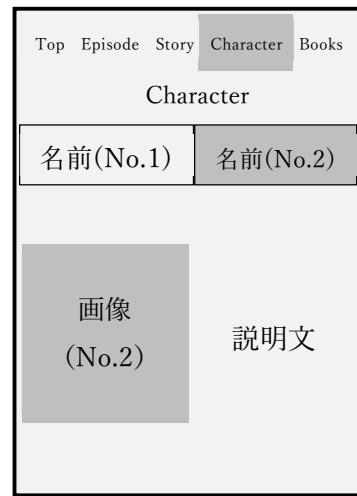 Top Episode Story Character Books
Character
名前(No.1) 名前(No.2)
画像
(No.2)
説明文